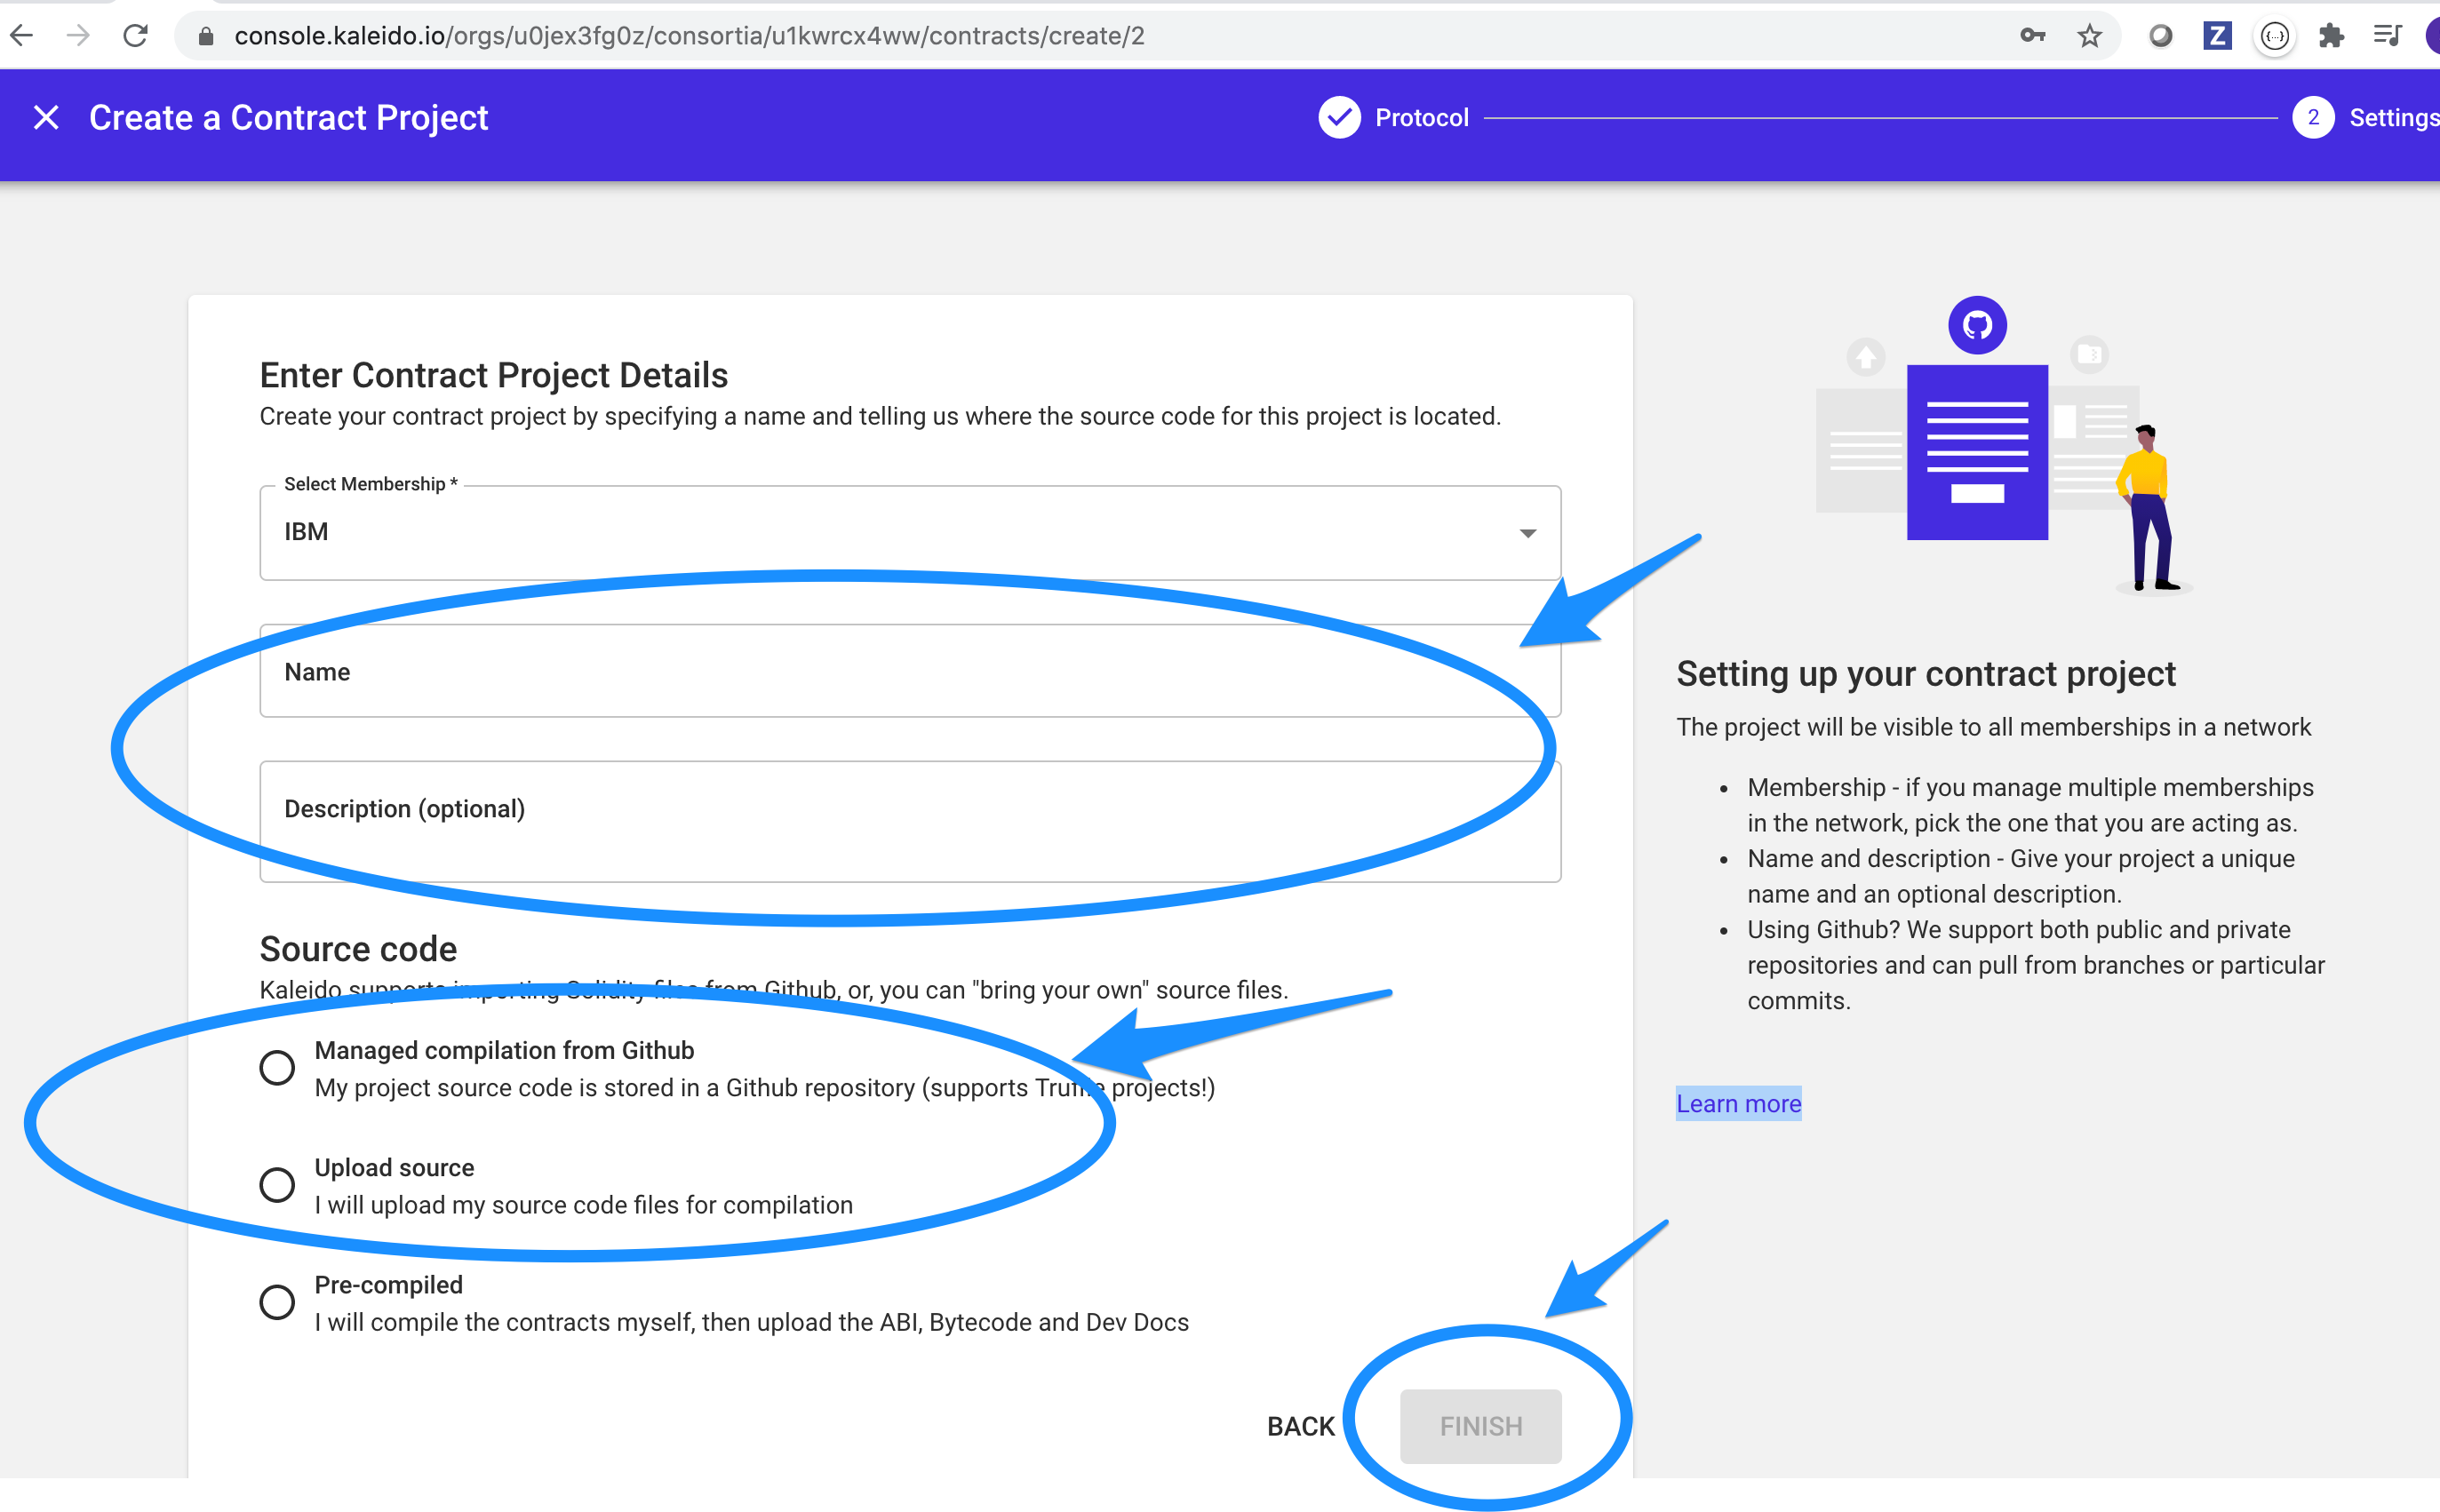 console.kaleido.io/orgs/u0jex3fg0z/consortia/u1kwrcx4ww/contracts/create/2
Z
{...}
Create a Contract Project
Protocol
2
Settings
Enter Contract Project Details
Create your contract project by specifying a name and telling us where the source code for this project is located.
Select Membership *
IBM
Name
Description (optional)
Source code
Kaleido supports importing Solidity files from Github, or, you can "bring your own" source files.
Managed compilation from Github
My project source code is stored in a Github repository (supports Truffle projects!)
Upload source
I will upload my source code files for compilation
Pre-compiled
I will compile the contracts myself, then upload the ABI, Bytecode and Dev Docs
BACK
FINISH
Setting up your contract project
The project will be visible to all memberships in a network
• Membership - if you manage multiple memberships
in the network, pick the one that you are acting as.
• Name and description - Give your project a unique
name and an optional description.
• Using Github? We support both public and private
repositories and can pull from branches or particular
commits.
Learn more